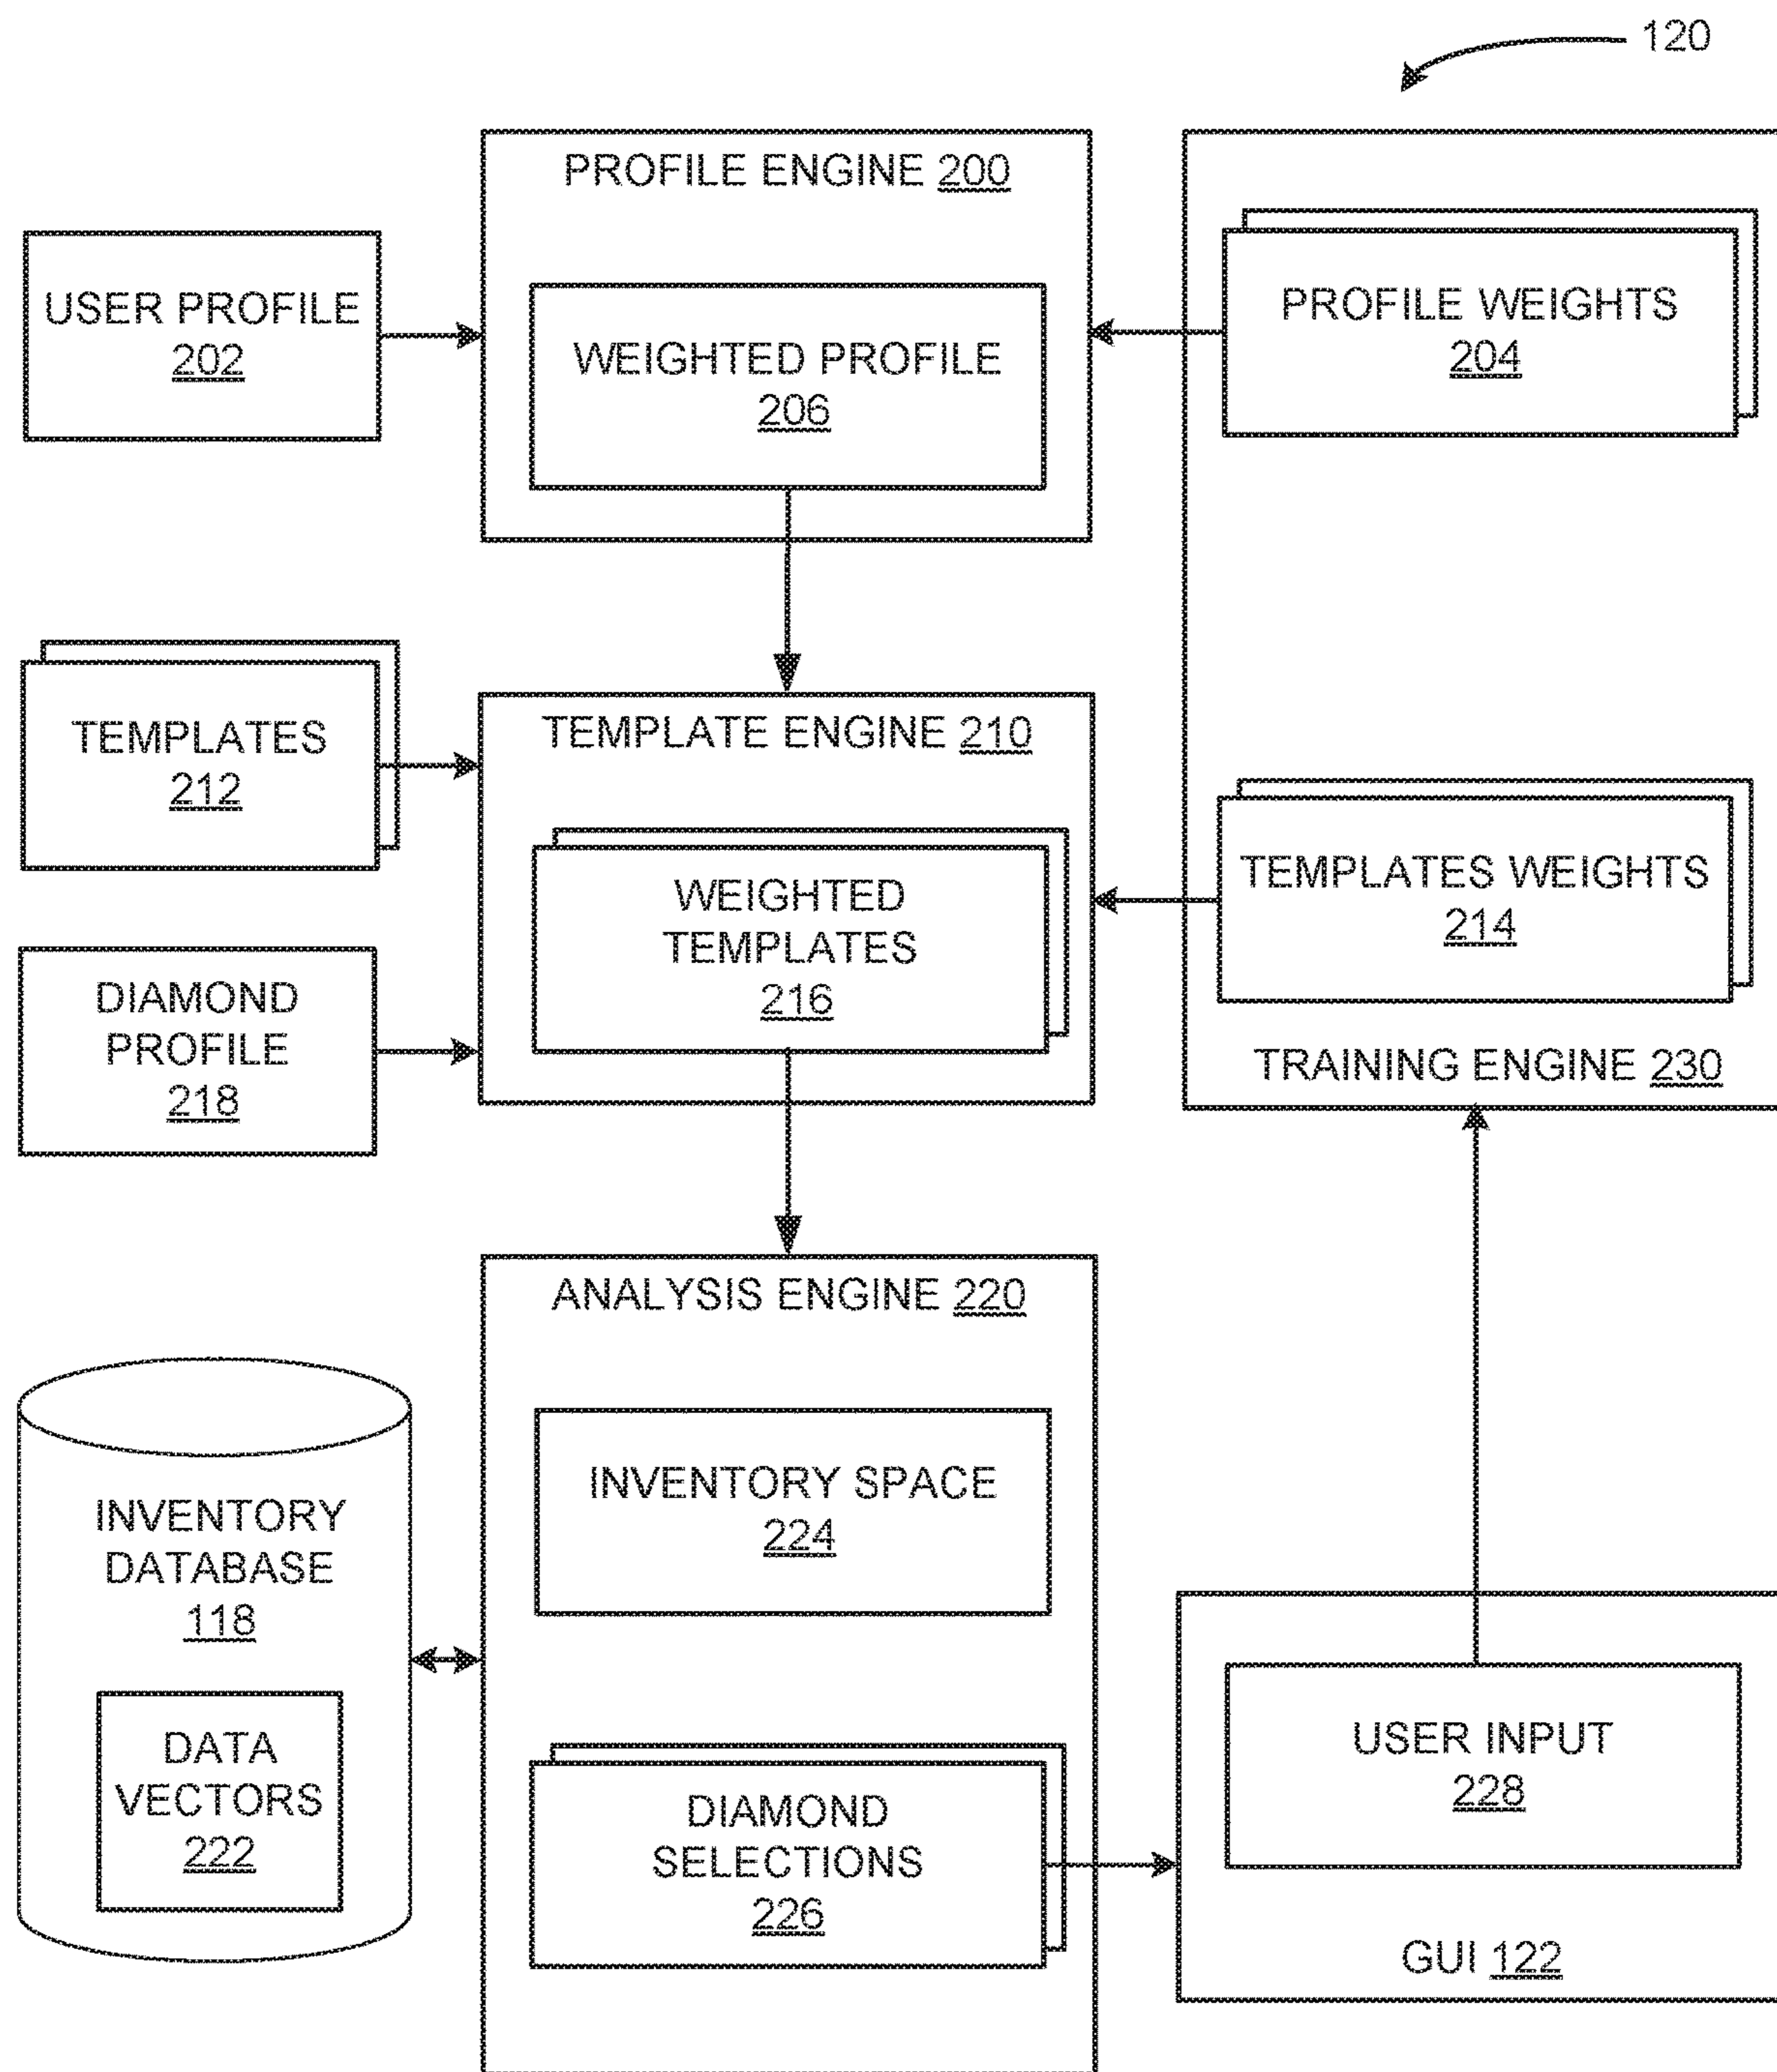 120
PROFILE ENGINE 200
USER PROFILE
202
WEIGHTED PROFILE
206
PROFILE WEIGHTS
204
TEMPLATES
212
TEMPLATE ENGINE 210
WEIGHTED
TEMPLATES
216
TEMPLATES WEIGHTS
214
TRAINING ENGINE 230
DIAMOND
PROFILE
218
ANALYSIS ENGINE 220
INVENTORY SPACE
224
INVENTORY
DATABASE
118
DATA
VECTORS
222
DIAMOND
SELECTIONS
226
USER INPUT
228
GUI 122